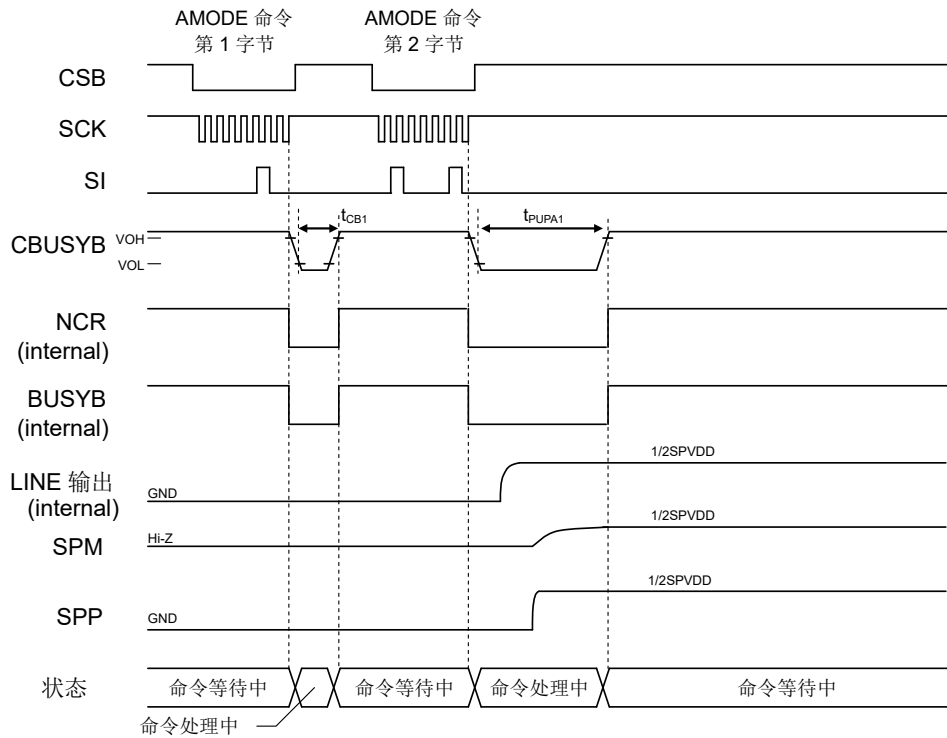 AMODE 命令
第 1 字节
AMODE 命令
第 2 字节
CSB
SCK
SI
CBUSYB
VOH
VOL
tCB1
tPUPA1
NCR
(internal)
BUSYB
(internal)
LINE 输出
(internal)
GND
1/2SPVDD
SPM
Hi-Z
1/2SPVDD
SPP
GND
1/2SPVDD
状态
命令等待中
命令等待中
命令处理中
命令等待中
命令处理中